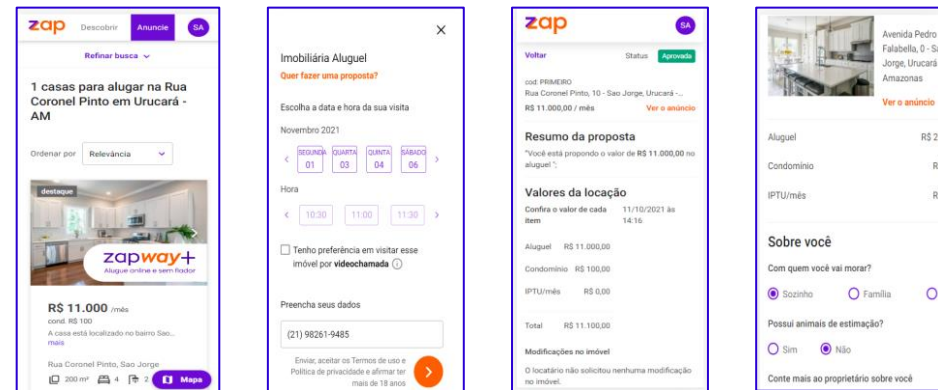 zap
Descobrir
Anuncie
SA
Refinar busca
1 casas para alugar na Rua
Coronel Pinto em Urucará -
AM
Ordenar por
Relevância
destaque
zapway+
Alugue online e sem fiador
R$ 11.000 /mês
cond. R$ 100
A casa está localizado no bairro Sao...
mais
Rua Coronel Pinto, Sao Jorge
200 m² 4 2
Mapa
Imobiliária Aluguel
Quer fazer uma proposta?
Escolha a data e hora da sua visita
Novembro 2021
SEGUNDA QUARTA QUINTA SÁBADO
01 03 04 06
Hora
10:30 11:00 11:30
Tenho preferência em visitar esse
imóvel por videochamada
Preencha seus dados
(21) 98261-9485
Enviar, aceitar os Termos de uso e
Política de privacidade e afirmar ter
mais de 18 anos
zap
SA
Voltar
Status Aprovada
cod. PRIMEIRO
Rua Coronel Pinto, 10 - Sao Jorge, Urucará -...
R$ 11.000,00 / mês Ver o anúncio
Resumo da proposta
"Você está propondo o valor de R$ 11.000,00 no
aluguel ";
Valores da locação
Confira o valor de cada 11/10/2021 às
item 14:16
Aluguel R$ 11.000,00
Condomínio R$ 100,00
IPTU/mês R$ 0,00
Total R$ 11.100,00
Modificações no imóvel
O locatário não solicitou nenhuma modificação
no imóvel.
Avenida Pedro
Falabella, 0 - Sa
Jorge, Urucará
Amazonas
Ver o anúncio
Aluguel R$ 2
Condomínio R
IPTU/mês R
Sobre você
Com quem você vai morar?
Sozinho Família
Possui animais de estimação?
Sim Não
Conte mais ao proprietário sobre você